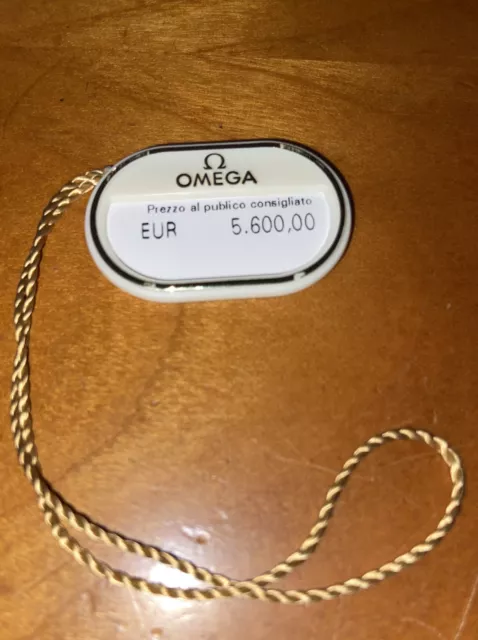 Ω
OMEGA
Prezzo al publico consigliato
EUR 5.600,00